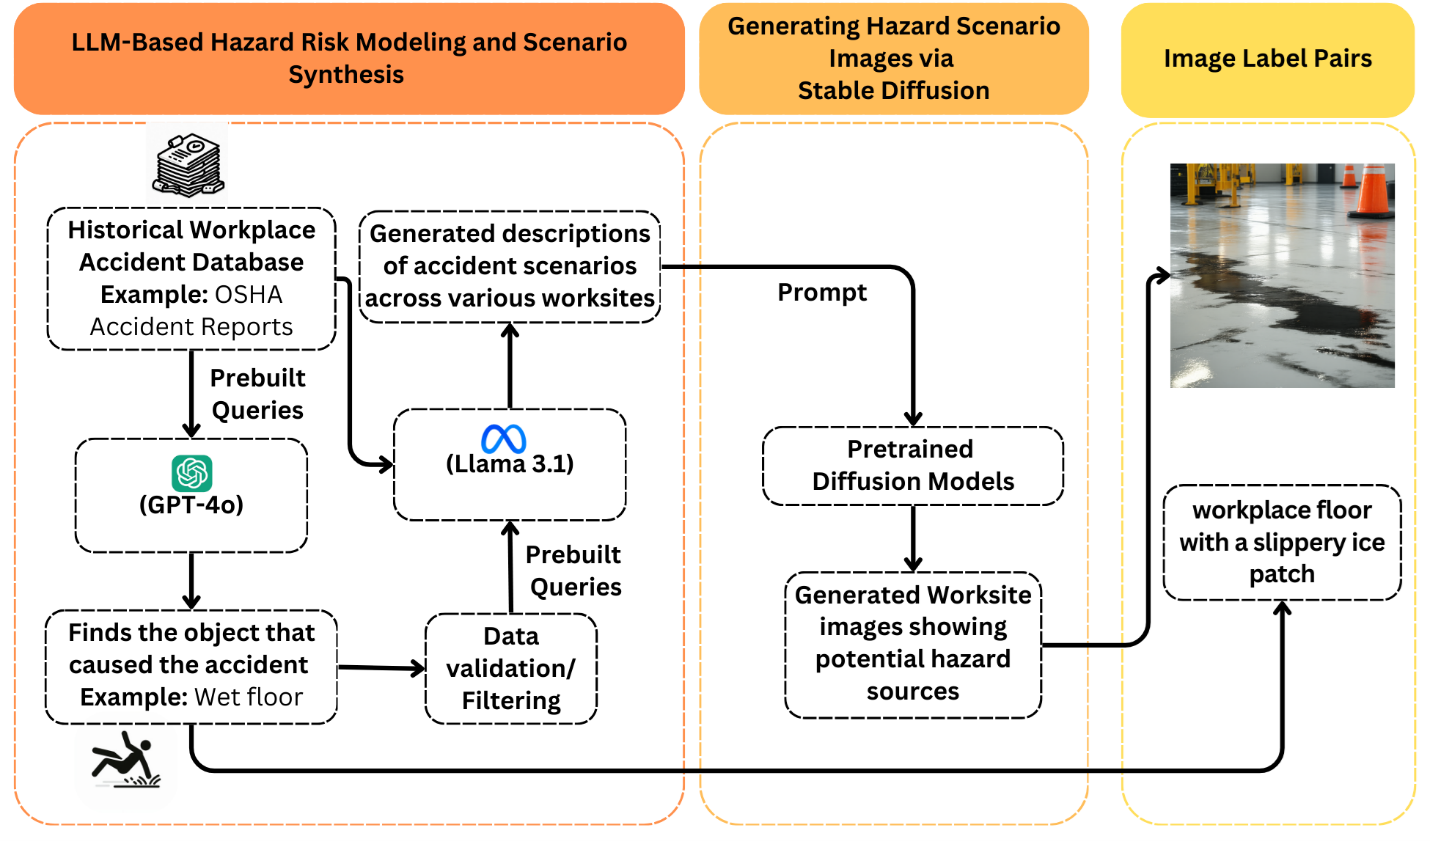 LLM-Based Hazard Risk Modeling and Scenario
Synthesis
Generating Hazard Scenario
Images via
Stable Diffusion
Image Label Pairs
Historical Workplace
Accident Database
Example: OSHA
Accident Reports
Generated descriptions
of accident scenarios
across various worksites
Prompt
Prebuilt
Queries
(GPT-4o)
(Llama 3.1)
Prebuilt
Queries
Finds the object that
caused the accident
Example: Wet floor
Data
validation/
Filtering
Pretrained
Diffusion Models
Generated Worksite
images showing
potential hazard
sources
workplace floor
with a slippery ice
patch